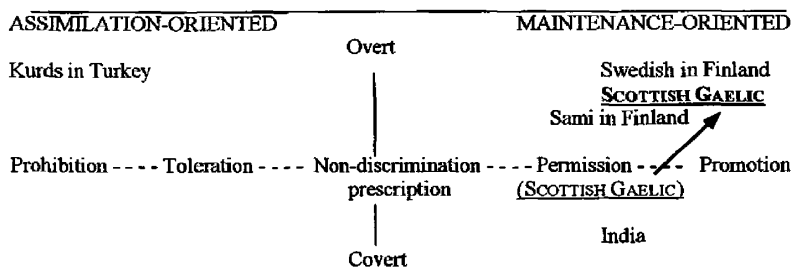 ASSIMILATION-ORIENTED MAINTENANCE-ORIENTED
Overt
Kurds in Turkey Swedish in Finland
SCOTTISH GAELIC
Sami in Finland
Prohibition - - - - Toleration - - - - Non-discrimination - - - - Permission - - - - Promotion
prescription (SCOTTISH GAELIC)
India
Covert